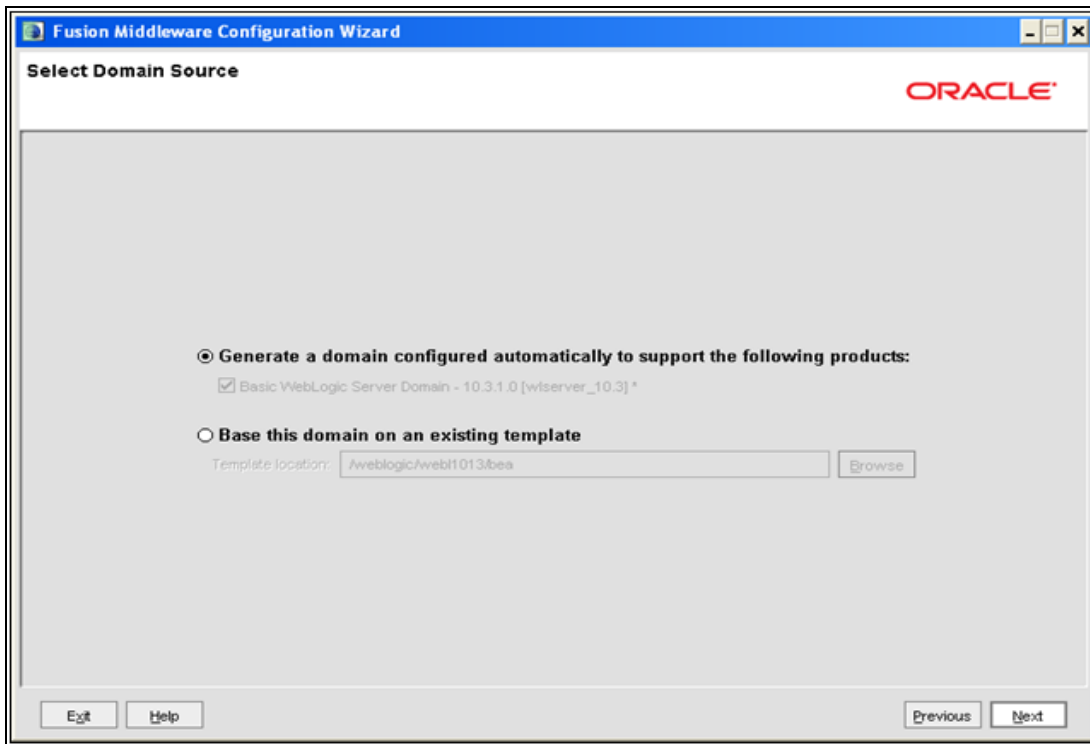 Fusion Middleware Configuration Wizard
Select Domain Source
ORACLE
Generate a domain configured automatically to support the following products:
Basic WebLogic Server Domain - 10.3.1.0 [wlserver_10.3] *
Base this domain on an existing template
Template location: /weblogic/webl1013/bea Browse
Exit Help Previous Next